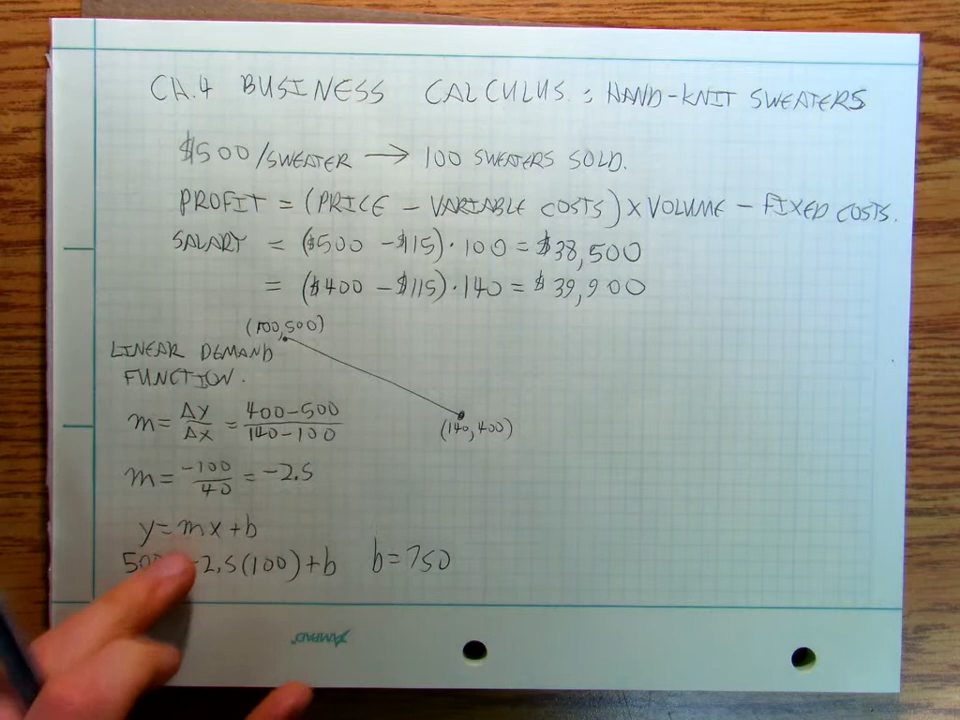 CH.4 BUSINESS CALCULUS : HAND-KNIT SWEATERS
$500/SWEATER → 100 SWEATERS SOLD.
PROFIT = (PRICE - VARIABLE COSTS) × VOLUME - FIXED COSTS.
SALARY = ($500 - $115) · 100 = $38,500
= ($400 - $115) · 140 = $39,900
(100,500)
LINEAR DEMAND
FUNCTION.
(140,400)
m = Δy/Δx = 400-500/140-100
m = -100/40 = -2.5
y = mx + b
-2.5(100) + b b = 750
AMPAD